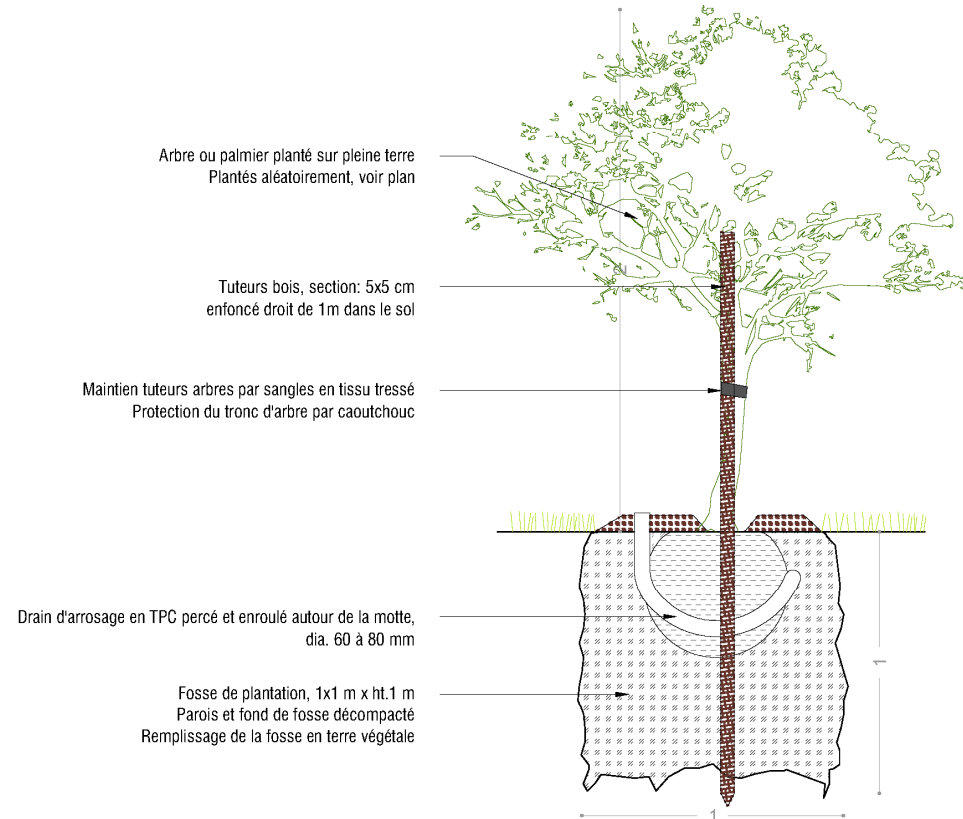 Arbre ou palmier planté sur pleine terre
Plantés aléatoirement, voir plan
2
Tuteurs bois, section: 5x5 cm
enfoncé droit de 1m dans le sol
Maintien tuteurs arbres par sangles en tissu tressé
Protection du tronc d'arbre par caoutchouc
Drain d'arrosage en TPC percé et enroulé autour de la motte,
dia. 60 à 80 mm
1
Fosse de plantation, 1x1 m x ht.1 m
Parois et fond de fosse décompacté
Remplissage de la fosse en terre végétale
1